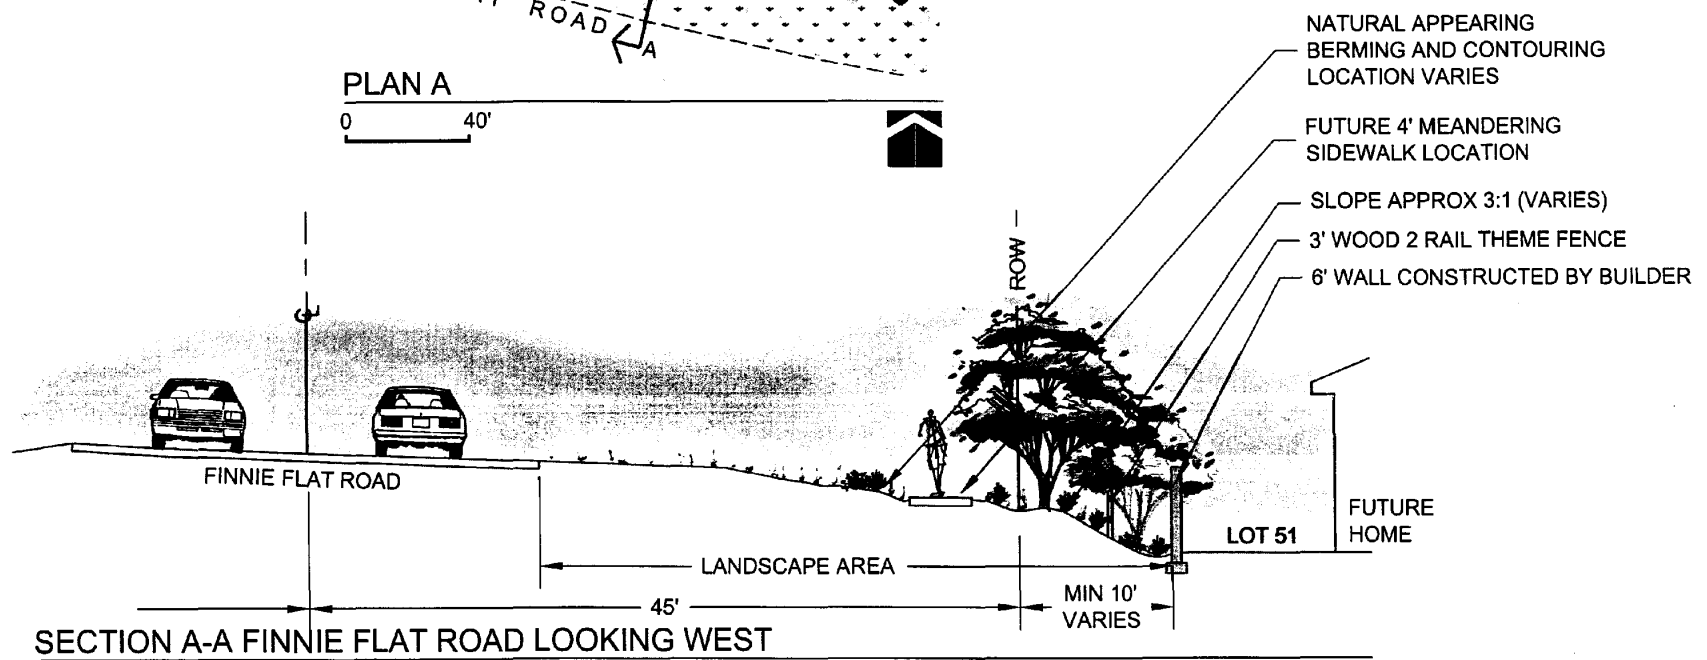 ROAD
A
PLAN A
0 40'
NATURAL APPEARING
BERMING AND CONTOURING
LOCATION VARIES
FUTURE 4' MEANDERING
SIDEWALK LOCATION
SLOPE APPROX 3:1 (VARIES)
3' WOOD 2 RAIL THEME FENCE
6' WALL CONSTRUCTED BY BUILDER
ROW
CL
FINNIE FLAT ROAD
LOT 51
FUTURE
HOME
LANDSCAPE AREA
45'
MIN 10'
VARIES
SECTION A-A FINNIE FLAT ROAD LOOKING WEST